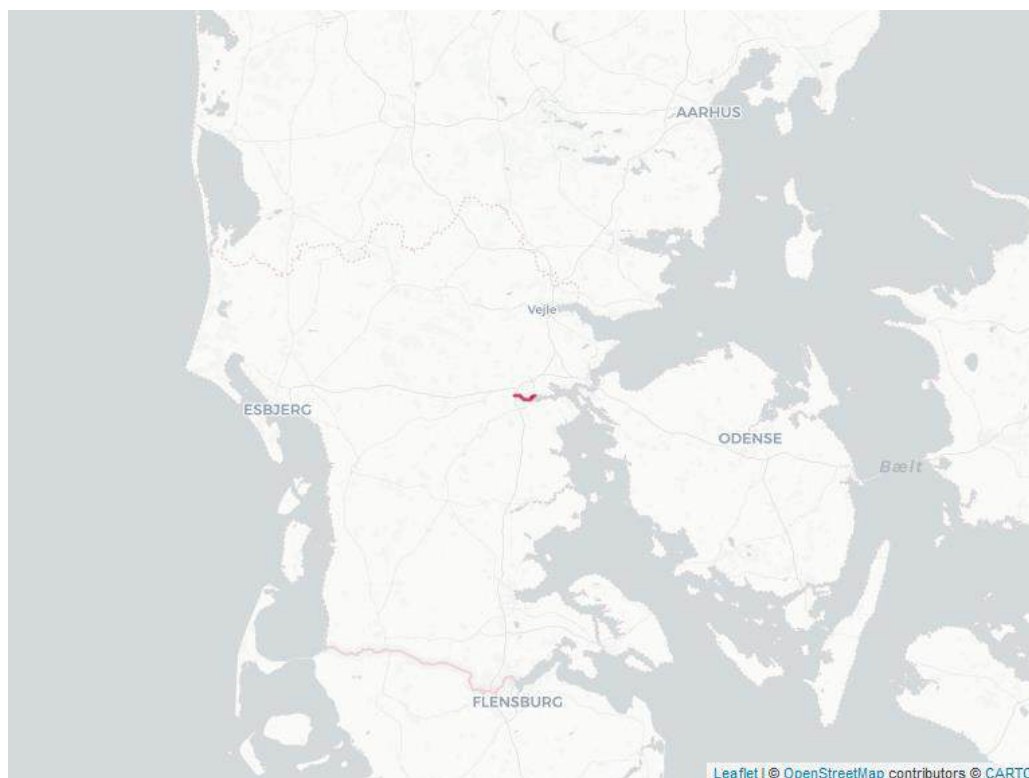 AARHUS
Vejle
ESBJERG
ODENSE
Bælt
FLENSBURG
Leaflet | © OpenStreetMap contributors © CARTO